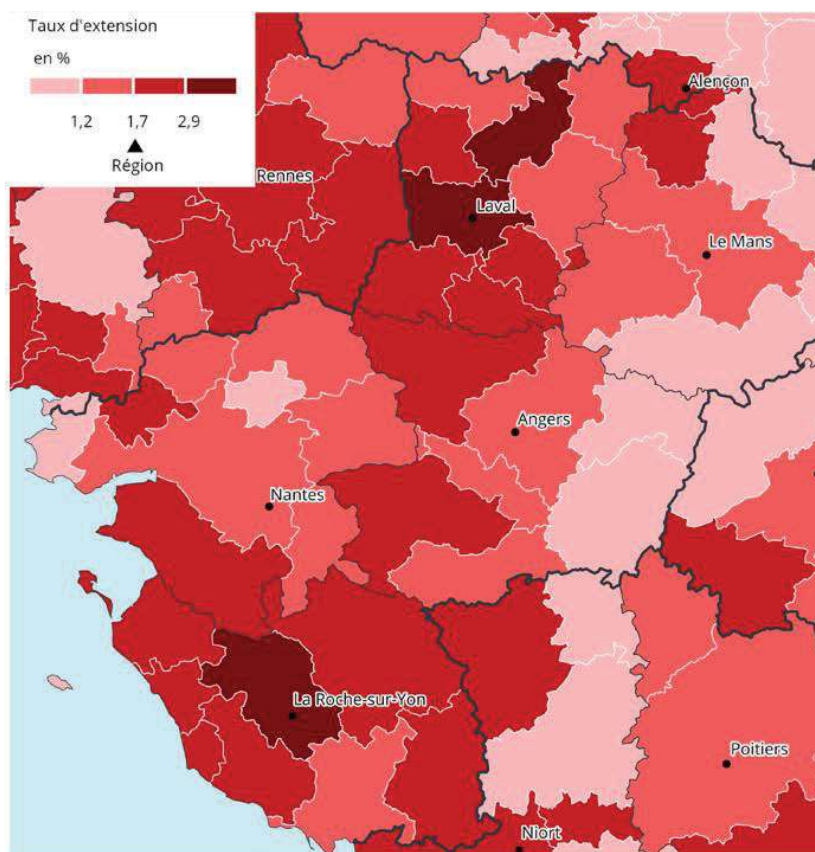 Taux d'extension
en %
1,2 1,7 2,9
Région
Alençon
Rennes
Laval
Le Mans
Angers
Nantes
La Roche-sur-Yon
Poitiers
Niort